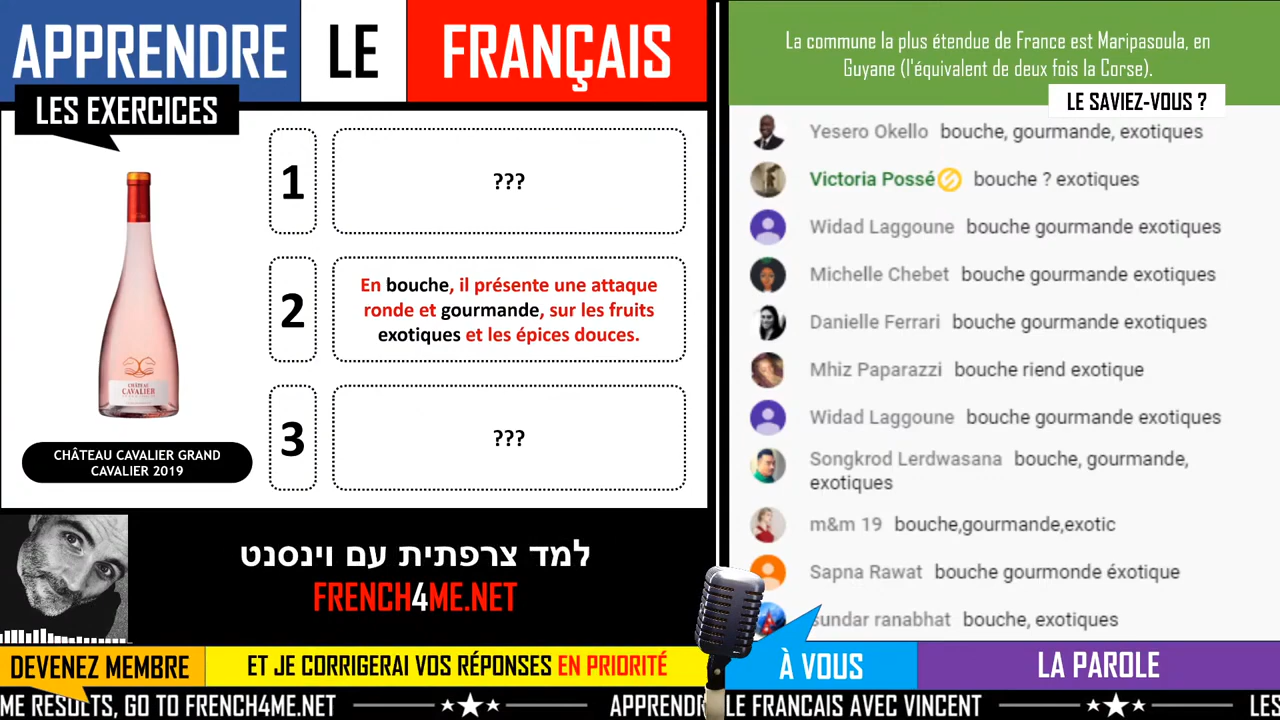 APPRENDRE LE FRANÇAIS
LES EXERCICES
CHÂTEAU
CAVALIER
CHÂTEAU CAVALIER GRAND
CAVALIER 2019
1
???
2
En bouche, il présente une attaque
ronde et gourmande, sur les fruits
exotiques et les épices douces.
3
???
למד צרפתית עם וינסנט
FRENCH4ME.NET
DEVENEZ MEMBRE
ET JE CORRIGERAI VOS RÉPONSES EN PRIORITÉ
La commune la plus étendue de France est Maripasoula, en
Guyane (l'équivalent de deux fois la Corse).
LE SAVIEZ-VOUS ?
Yesero Okello bouche, gourmande, exotiques
Victoria Possé bouche ? exotiques
Widad Laggoune bouche gourmande exotiques
Michelle Chebet bouche gourmande exotiques
Danielle Ferrari bouche gourmande exotiques
Mhiz Paparazzi bouche riend exotique
Widad Laggoune bouche gourmande exotiques
Songkrod Lerdwasana bouche, gourmande,
exotiques
m&m 19 bouche,gourmande,exotic
Sapna Rawat bouche gourmonde éxotique
sundar ranabhat bouche, exotiques
À VOUS
LA PAROLE
ME RESULTS, GO TO FRENCH4ME.NET APPRENDR LE FRANCAIS AVEC VINCENT LES